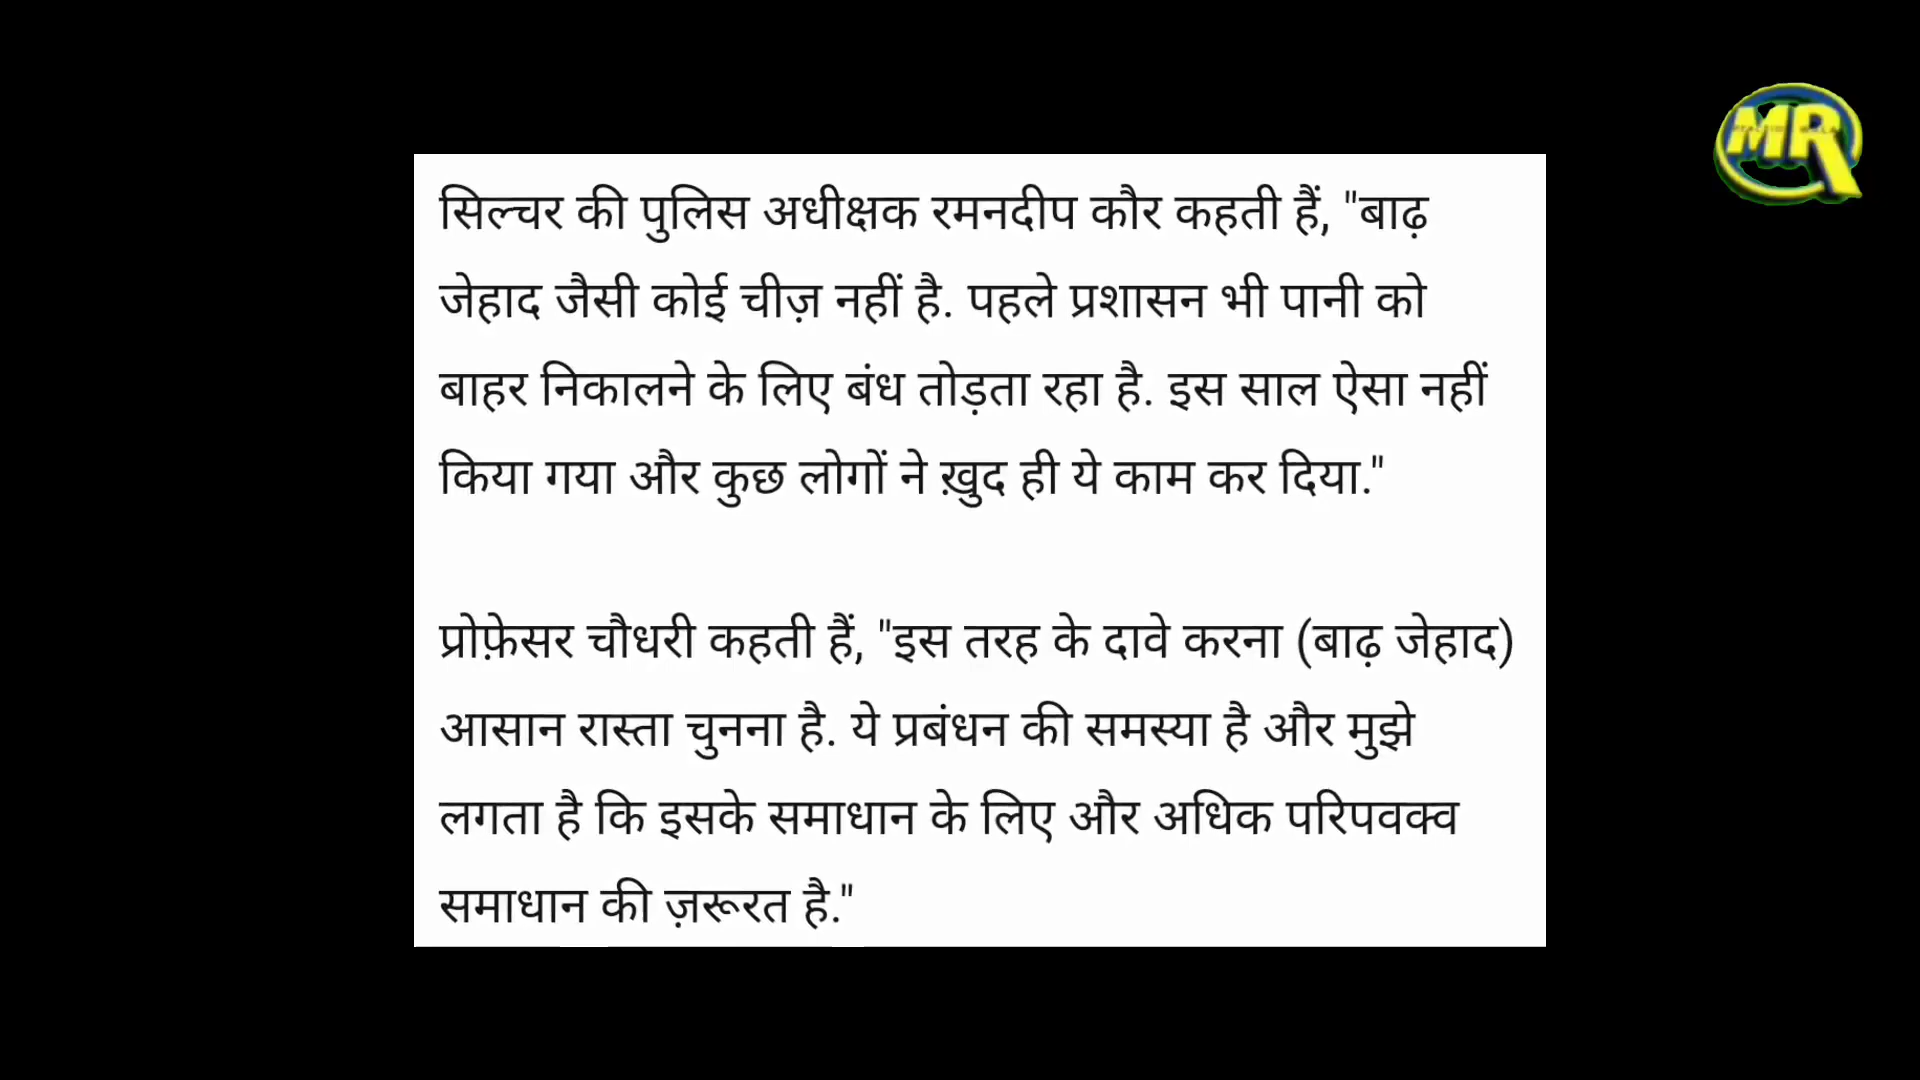 MR
सिल्चर की पुलिस अधीक्षक रमनदीप कौर कहती हैं, "बाढ़
जेहाद जैसी कोई चीज़ नहीं है. पहले प्रशासन भी पानी को
बाहर निकालने के लिए बंध तोड़ता रहा है. इस साल ऐसा नहीं
किया गया और कुछ लोगों ने ख़ुद ही ये काम कर दिया."
प्रोफ़ेसर चौधरी कहती हैं, "इस तरह के दावे करना (बाढ़ जेहाद)
आसान रास्ता चुनना है. ये प्रबंधन की समस्या है और मुझे
लगता है कि इसके समाधान के लिए और अधिक परिपवक्व
समाधान की ज़रूरत है."